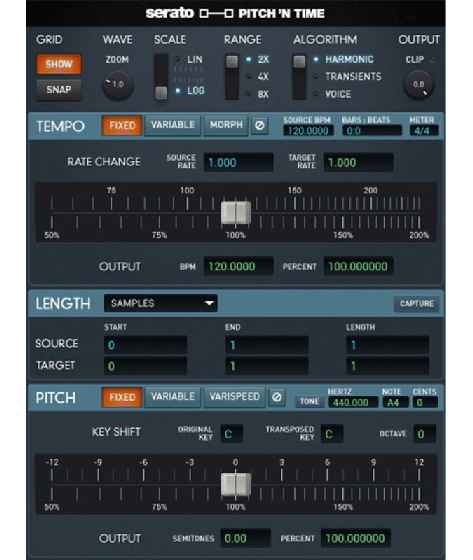 serato PITCH 'N TIME
GRID WAVE SCALE RANGE ALGORITHM OUTPUT
SHOW ZOOM LIN 2X HARMONIC CLIP
4X TRANSIENTS
SNAP 1.0 LOG 8X VOICE 0.0
TEMPO FIXED VARIABLE MORPH SOURCE BPM 120.0000 BARS : BEATS 0:0 METER 4/4
RATE CHANGE SOURCE RATE 1.000 TARGET RATE 1.000
75 100 150 200
50% 75% 100% 150% 200%
OUTPUT BPM 120.0000 PERCENT 100.000000
LENGTH SAMPLES CAPTURE
START END LENGTH
SOURCE 0 1 1
TARGET 0 1 1
PITCH FIXED VARIABLE VARISPEED TONE HERTZ 440.000 NOTE A4 CENTS 0
KEY SHIFT ORIGINAL KEY C TRANSPOSED KEY C OCTAVE 0
-12 -9 -6 -3 0 3 6 9 12
50% 75% 100% 150% 200%
OUTPUT SEMITONES 0.00 PERCENT 100.000000